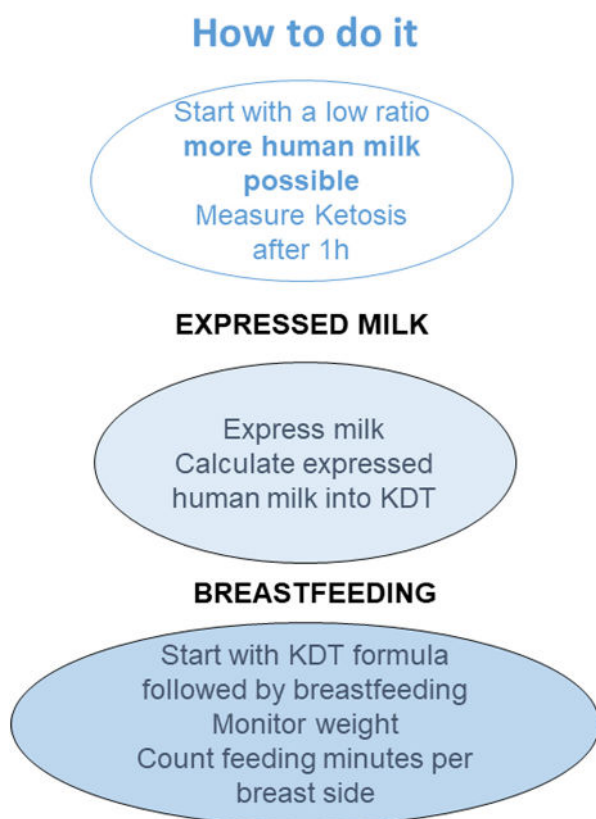 How to do it
Start with a low ratio
more human milk
possible
Measure Ketosis
after 1h
EXPRESSED MILK
Express milk
Calculate expressed
human milk into KDT
BREASTFEEDING
Start with KDT formula
followed by breastfeeding
Monitor weight
Count feeding minutes per
breast side